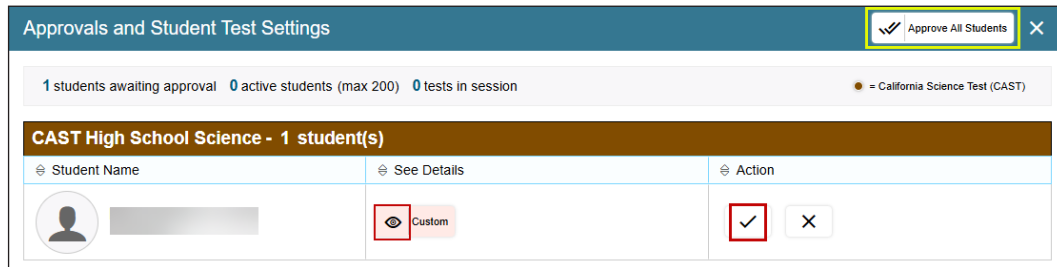 Approvals and Student Test Settings
Approve All Students
1 students awaiting approval 0 active students (max 200) 0 tests in session
= California Science Test (CAST)
CAST High School Science - 1 student(s)
Student Name
See Details
Action
Custom